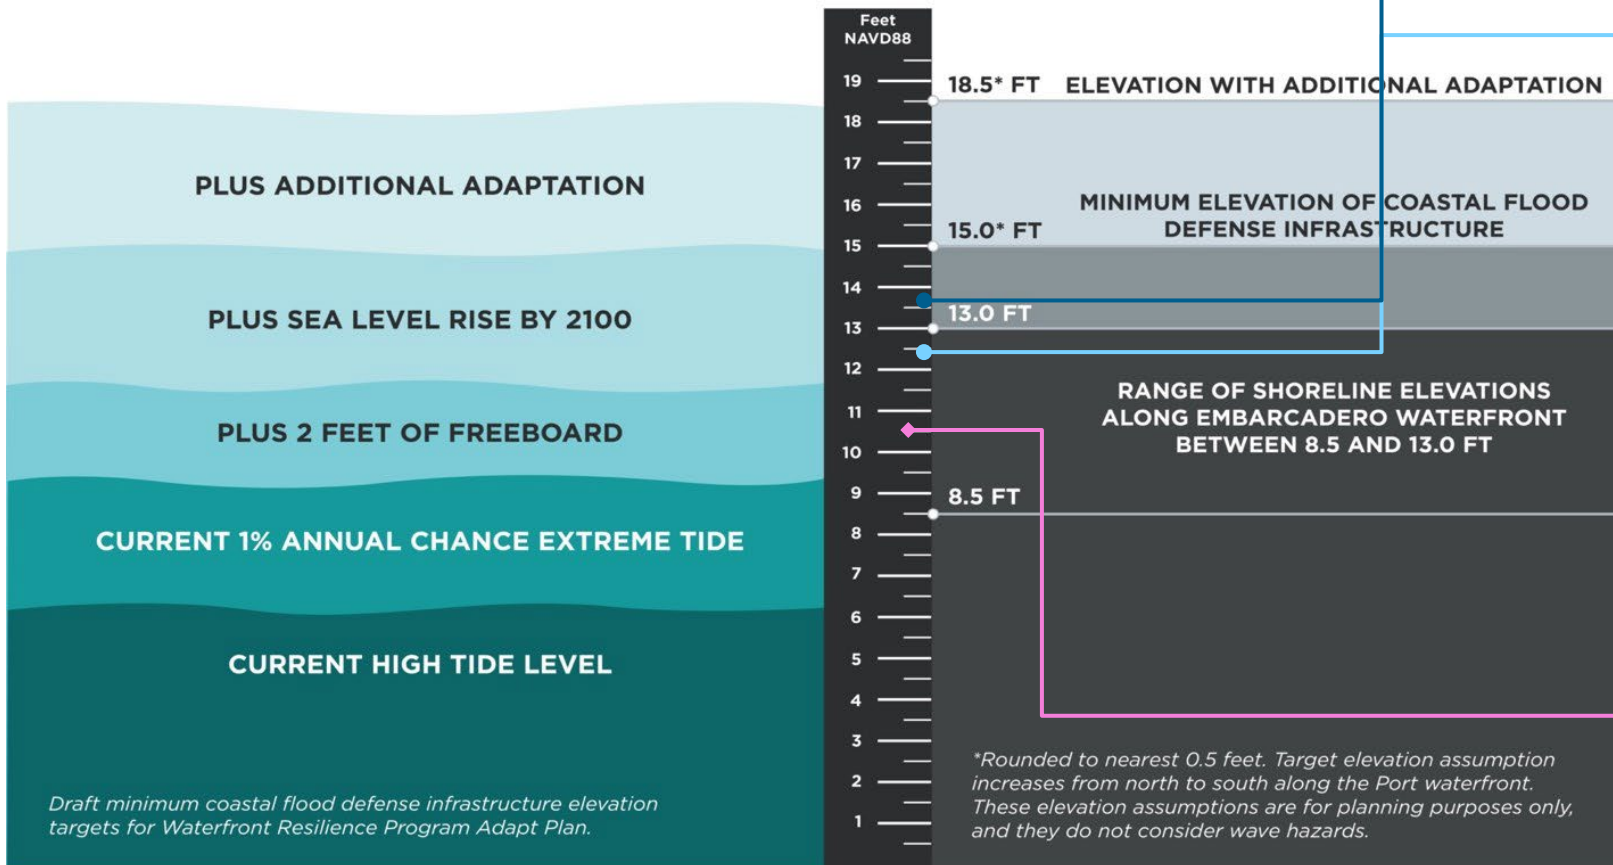 Feet
NAVD88
19
18
17
16
15
14
13
12
11
10
9
8
7
6
5
4
3
2
1
PLUS ADDITIONAL ADAPTATION
PLUS SEA LEVEL RISE BY 2100
PLUS 2 FEET OF FREEBOARD
CURRENT 1% ANNUAL CHANCE EXTREME TIDE
CURRENT HIGH TIDE LEVEL
Draft minimum coastal flood defense infrastructure elevation
targets for Waterfront Resilience Program Adapt Plan.
18.5* FT ELEVATION WITH ADDITIONAL ADAPTATION
MINIMUM ELEVATION OF COASTAL FLOOD
DEFENSE INFRASTRUCTURE
15.0* FT
13.0 FT
RANGE OF SHORELINE ELEVATIONS
ALONG EMBARCADERO WATERFRONT
BETWEEN 8.5 AND 13.0 FT
8.5 FT
*Rounded to nearest 0.5 feet. Target elevation assumption
increases from north to south along the Port waterfront.
These elevation assumptions are for planning purposes only,
and they do not consider wave hazards.